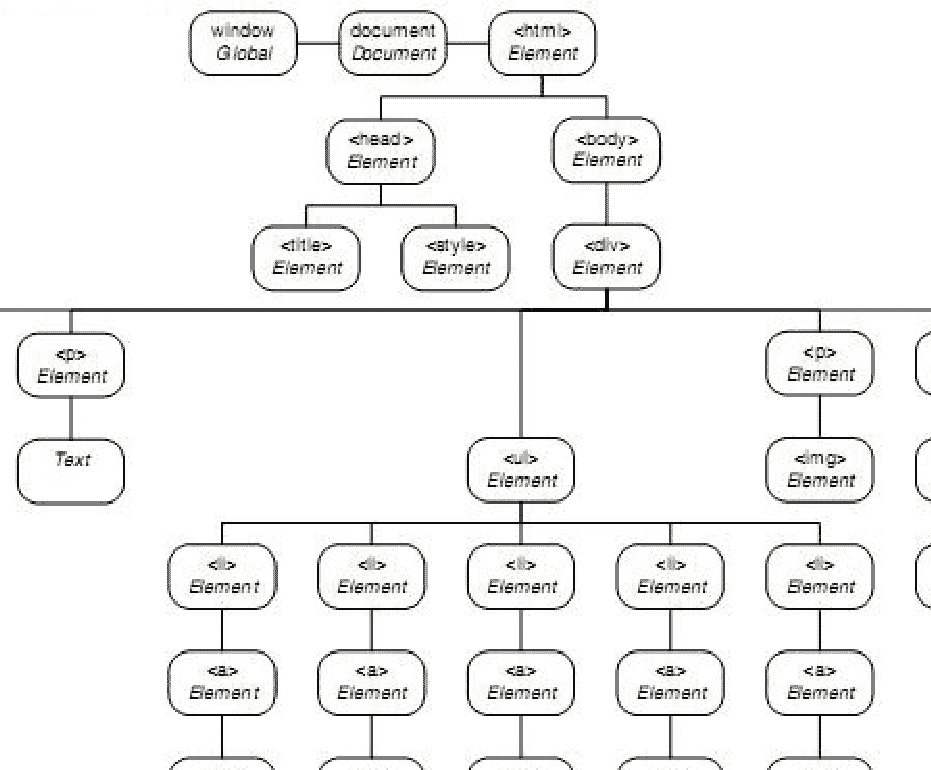 window
Global
document
Document
<html>
Element
<head>
Element
<body>
Element
<title>
Element
<style>
Element
<div>
Element
<p>
Element
<p>
Element
Text
<ul>
Element
<img>
Element
<li>
Element
<li>
Element
<li>
Element
<li>
Element
<li>
Element
<a>
Element
<a>
Element
<a>
Element
<a>
Element
<a>
Element